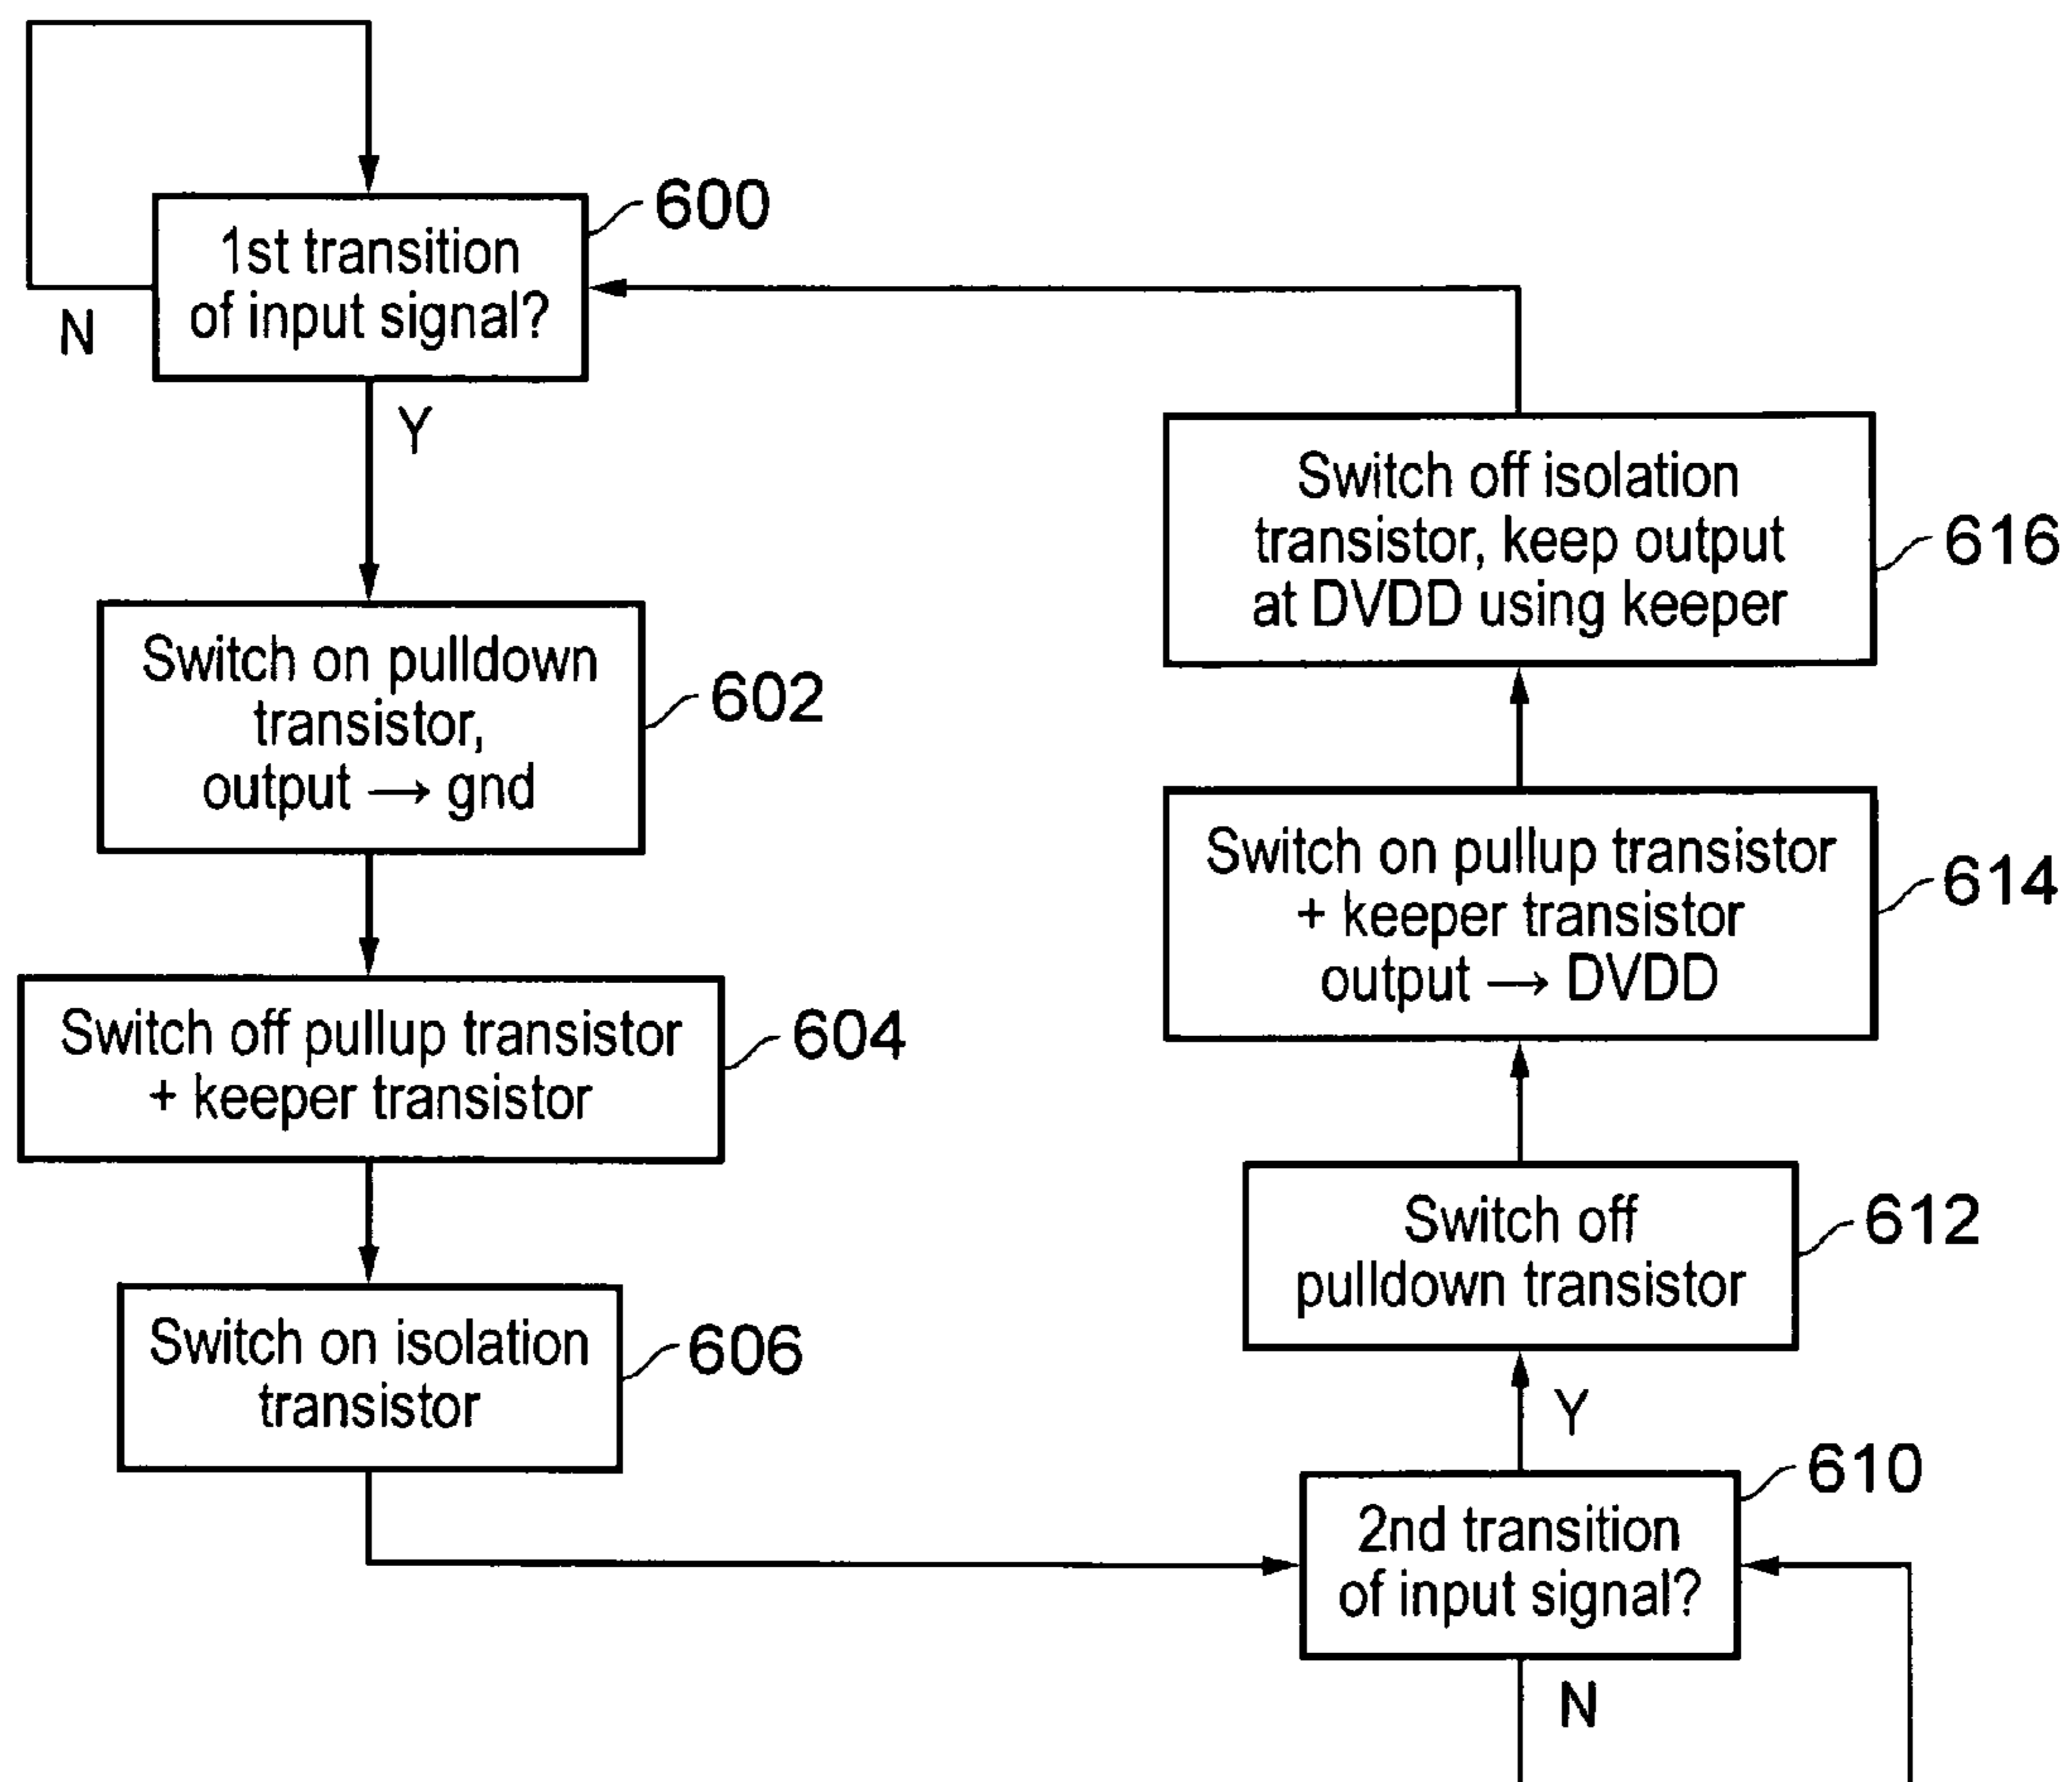 1st transition
of input signal?
600
N
Y
Switch on pulldown
transistor,
output → gnd
602
Switch off pullup transistor
+ keeper transistor
604
Switch on isolation
transistor
606
2nd transition
of input signal?
610
N
Y
Switch off
pulldown transistor
612
Switch on pullup transistor
+ keeper transistor
output → DVDD
614
Switch off isolation
transistor, keep output
at DVDD using keeper
616